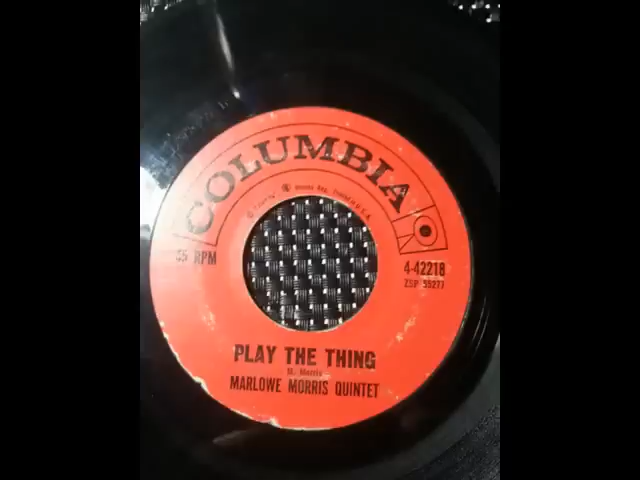 COLUMBIA
45 RPM
4-42218
ZSP 55277
PLAY THE THING
M. Morris
MARLOWE MORRIS QUINTET